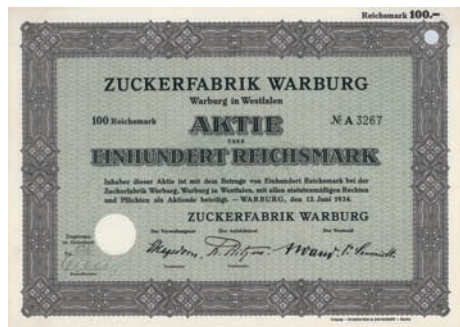 Reichsmark 100.–
ZUCKERFABRIK WARBURG
Warburg in Westfalen
100 Reichsmark AKTIE № A 3267
ÜBER
EINHUNDERT REICHSMARK
Inhaber dieser Aktie ist mit dem Betrage von Einhundert Reichsmark bei der
Zuckerfabrik Warburg, Warburg in Westfalen, mit allen statutenmäßigen Rechten
und Pflichten als Aktionär beteiligt. – WARBURG, den 12. Juni 1934.
ZUCKERFABRIK WARBURG
Der Aufsichtsrat Der Vorstand